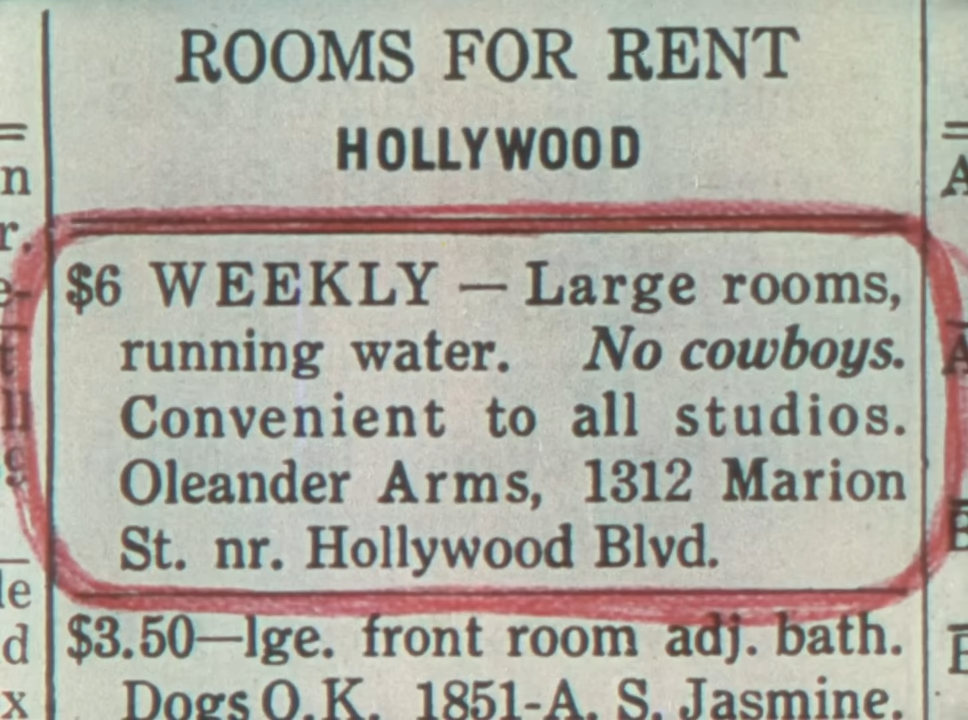 ROOMS FOR RENT
HOLLYWOOD
$6 WEEKLY — Large rooms,
running water. No cowboys.
Convenient to all studios.
Oleander Arms, 1312 Marion
St. nr. Hollywood Blvd.
$3.50—lge. front room adj. bath.
Dogs O.K. 1851-A. S. Jasmine.